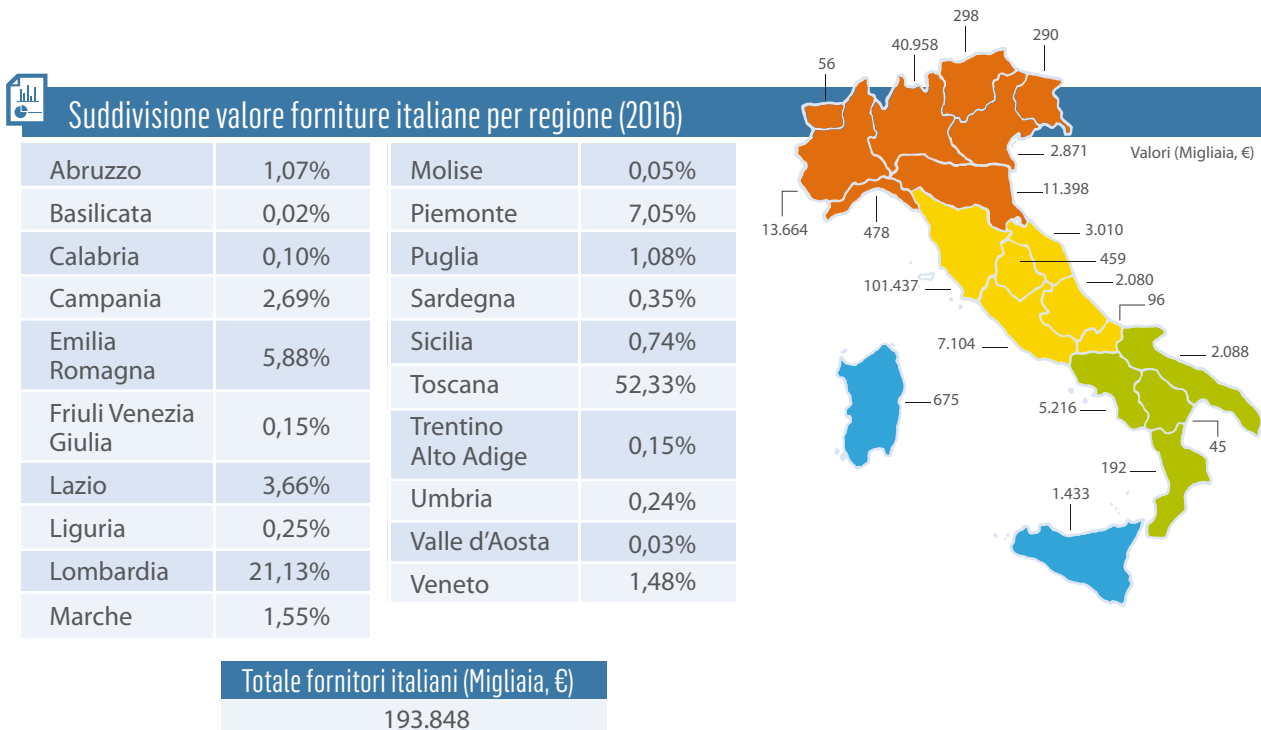 Suddivisione valore forniture italiane per regione (2016)
Abruzzo 1,07%
Basilicata 0,02%
Calabria 0,10%
Campania 2,69%
Emilia
Romagna 5,88%
Friuli Venezia
Giulia 0,15%
Lazio 3,66%
Liguria 0,25%
Lombardia 21,13%
Marche 1,55%
Molise 0,05%
Piemonte 7,05%
Puglia 1,08%
Sardegna 0,35%
Sicilia 0,74%
Toscana 52,33%
Trentino
Alto Adige 0,15%
Umbria 0,24%
Valle d'Aosta 0,03%
Veneto 1,48%
Totale fornitori italiani (Migliaia, €)
193.848
298
290
40.958
56
2.871
Valori (Migliaia, €)
11.398
13.664
478
3.010
459
2.080
101.437
96
7.104
2.088
675
5.216
45
192
1.433